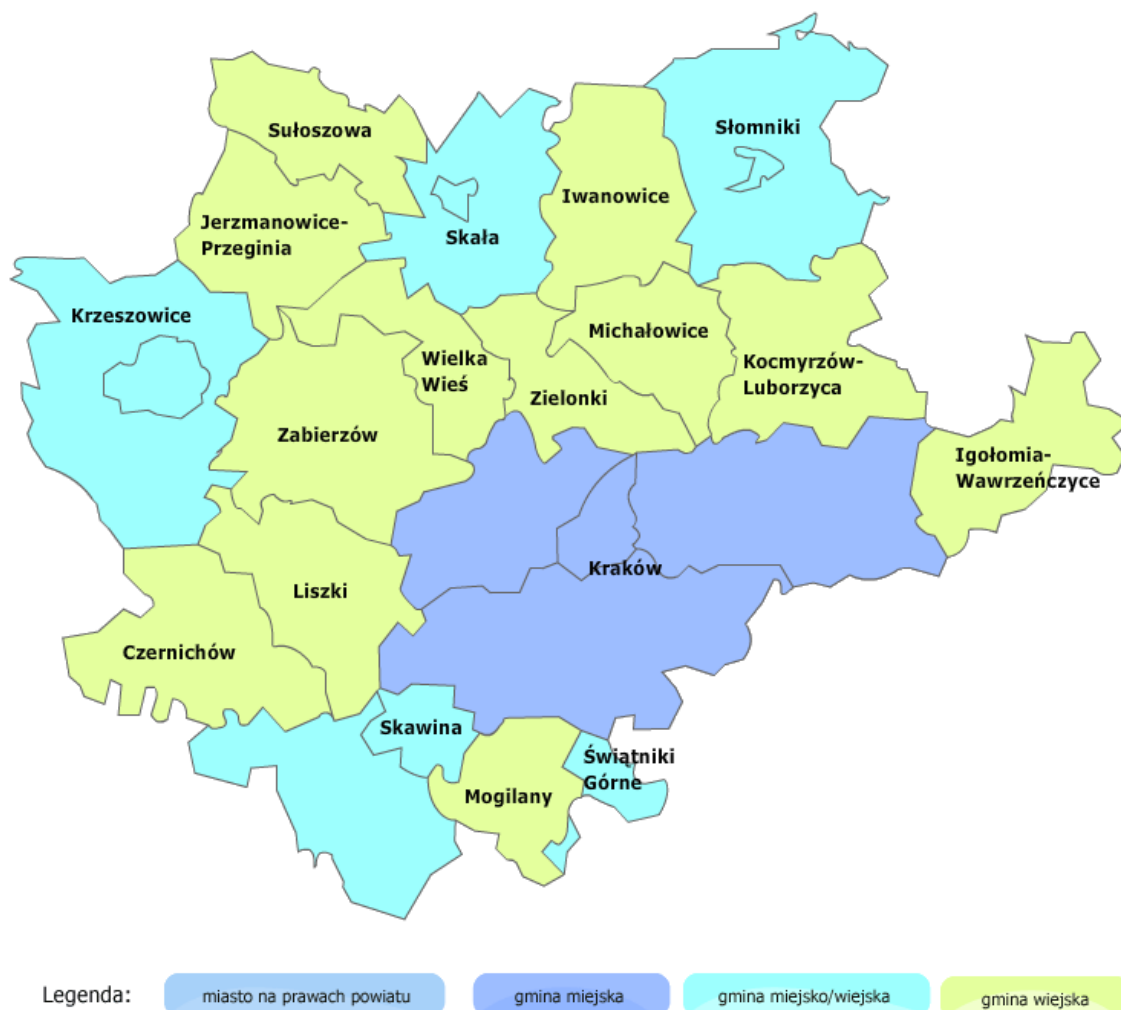 Słomniki
Sułoszowa
Iwanowice
Jerzmanowice-
Przeginia
Skała
Krzeszowice
Michałowice
Wielka
Wieś
Kocmyrzów-
Luborzyca
Zielonki
Zabierzów
Igołomia-
Wawrzeńczyce
Kraków
Liszki
Czernichów
Skawina
Świątniki
Górne
Mogilany
Legenda:
miasto na prawach powiatu
gmina miejska
gmina miejsko/wiejska
gmina wiejska